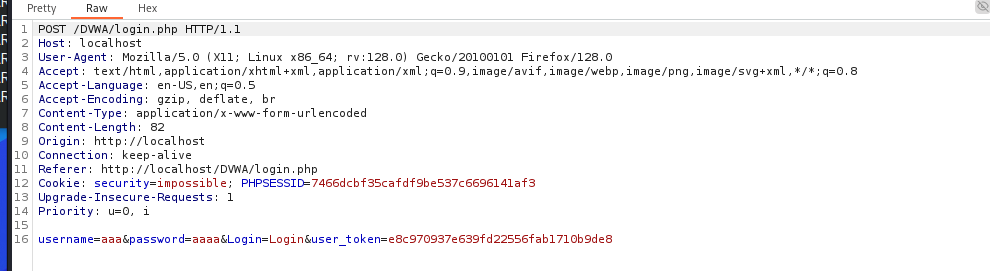 Pretty Raw Hex
1 POST /DVWA/login.php HTTP/1.1
2 Host: localhost
3 User-Agent: Mozilla/5.0 (X11; Linux x86_64; rv:128.0) Gecko/20100101 Firefox/128.0
4 Accept: text/html,application/xhtml+xml,application/xml;q=0.9,image/avif,image/webp,image/png,image/svg+xml,*/*;q=0.8
5 Accept-Language: en-US,en;q=0.5
6 Accept-Encoding: gzip, deflate, br
7 Content-Type: application/x-www-form-urlencoded
8 Content-Length: 82
9 Origin: http://localhost
10 Connection: keep-alive
11 Referer: http://localhost/DVWA/login.php
12 Cookie: security=impossible; PHPSESSID=7466dcbf35cafdf9be537c6696141af3
13 Upgrade-Insecure-Requests: 1
14 Priority: u=0, i
15
16 username=aaa&password=aaaa&Login=Login&user_token=e8c970937e639fd22556fab1710b9de8